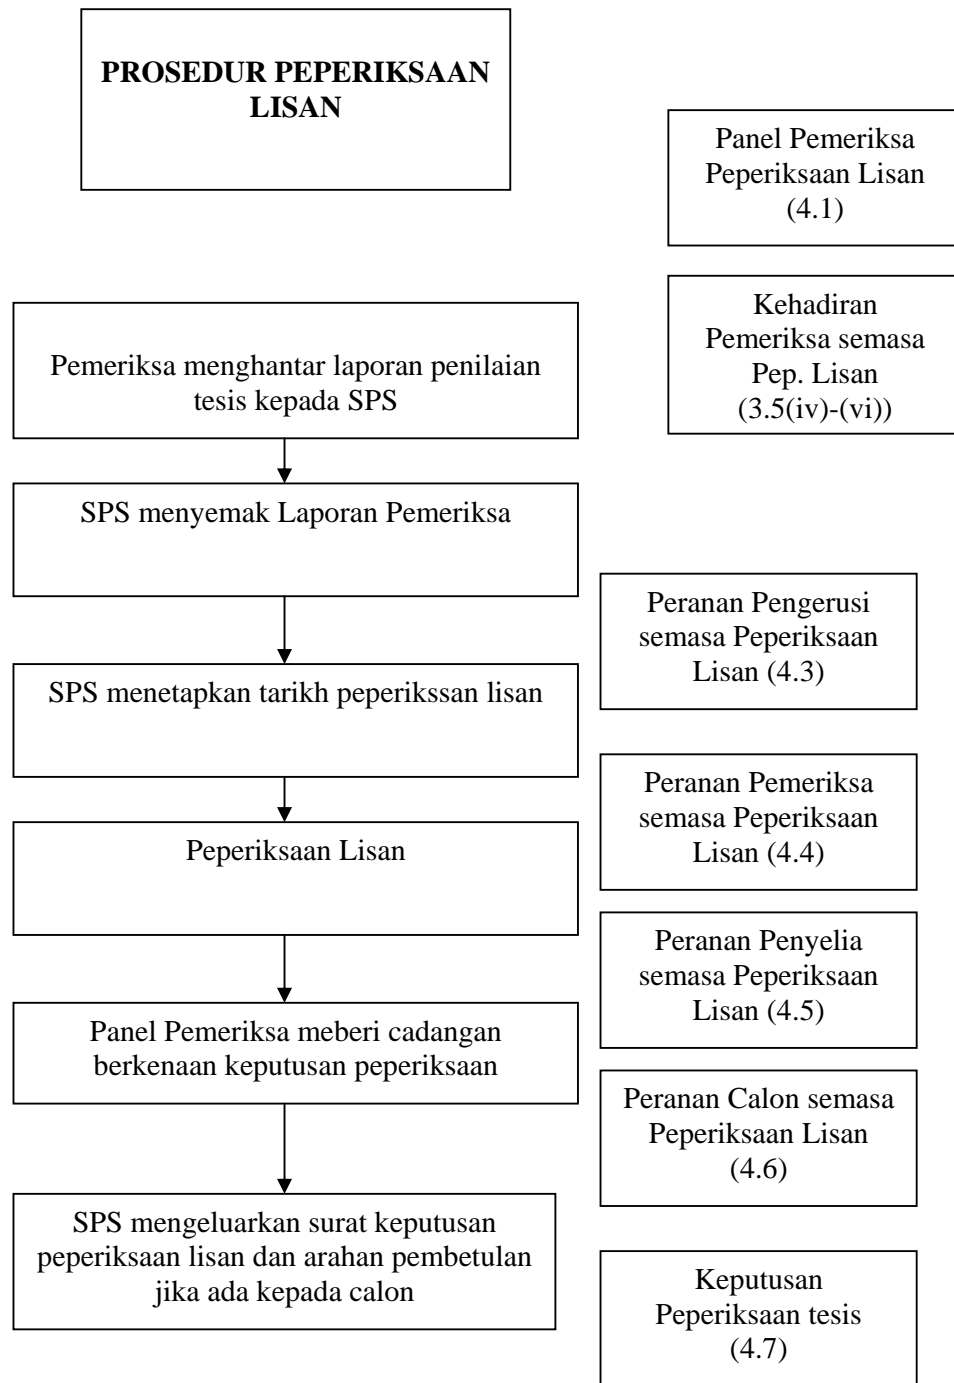 PROSEDUR PEPERIKSAAN
LISAN
Panel Pemeriksa
Peperiksaan Lisan
(4.1)
Kehadiran
Pemeriksa semasa
Pep. Lisan
(3.5(iv)-(vi))
Pemeriksa menghantar laporan penilaian
tesis kepada SPS
SPS menyemak Laporan Pemeriksa
SPS menetapkan tarikh peperikssan lisan
Peperiksaan Lisan
Panel Pemeriksa meberi cadangan
berkenaan keputusan peperiksaan
SPS mengeluarkan surat keputusan
peperiksaan lisan dan arahan pembetulan
jika ada kepada calon
Peranan Pengerusi
semasa Peperiksaan
Lisan (4.3)
Peranan Pemeriksa
semasa Peperiksaan
Lisan (4.4)
Peranan Penyelia
semasa Peperiksaan
Lisan (4.5)
Peranan Calon semasa
Peperiksaan Lisan
(4.6)
Keputusan
Peperiksaan tesis
(4.7)